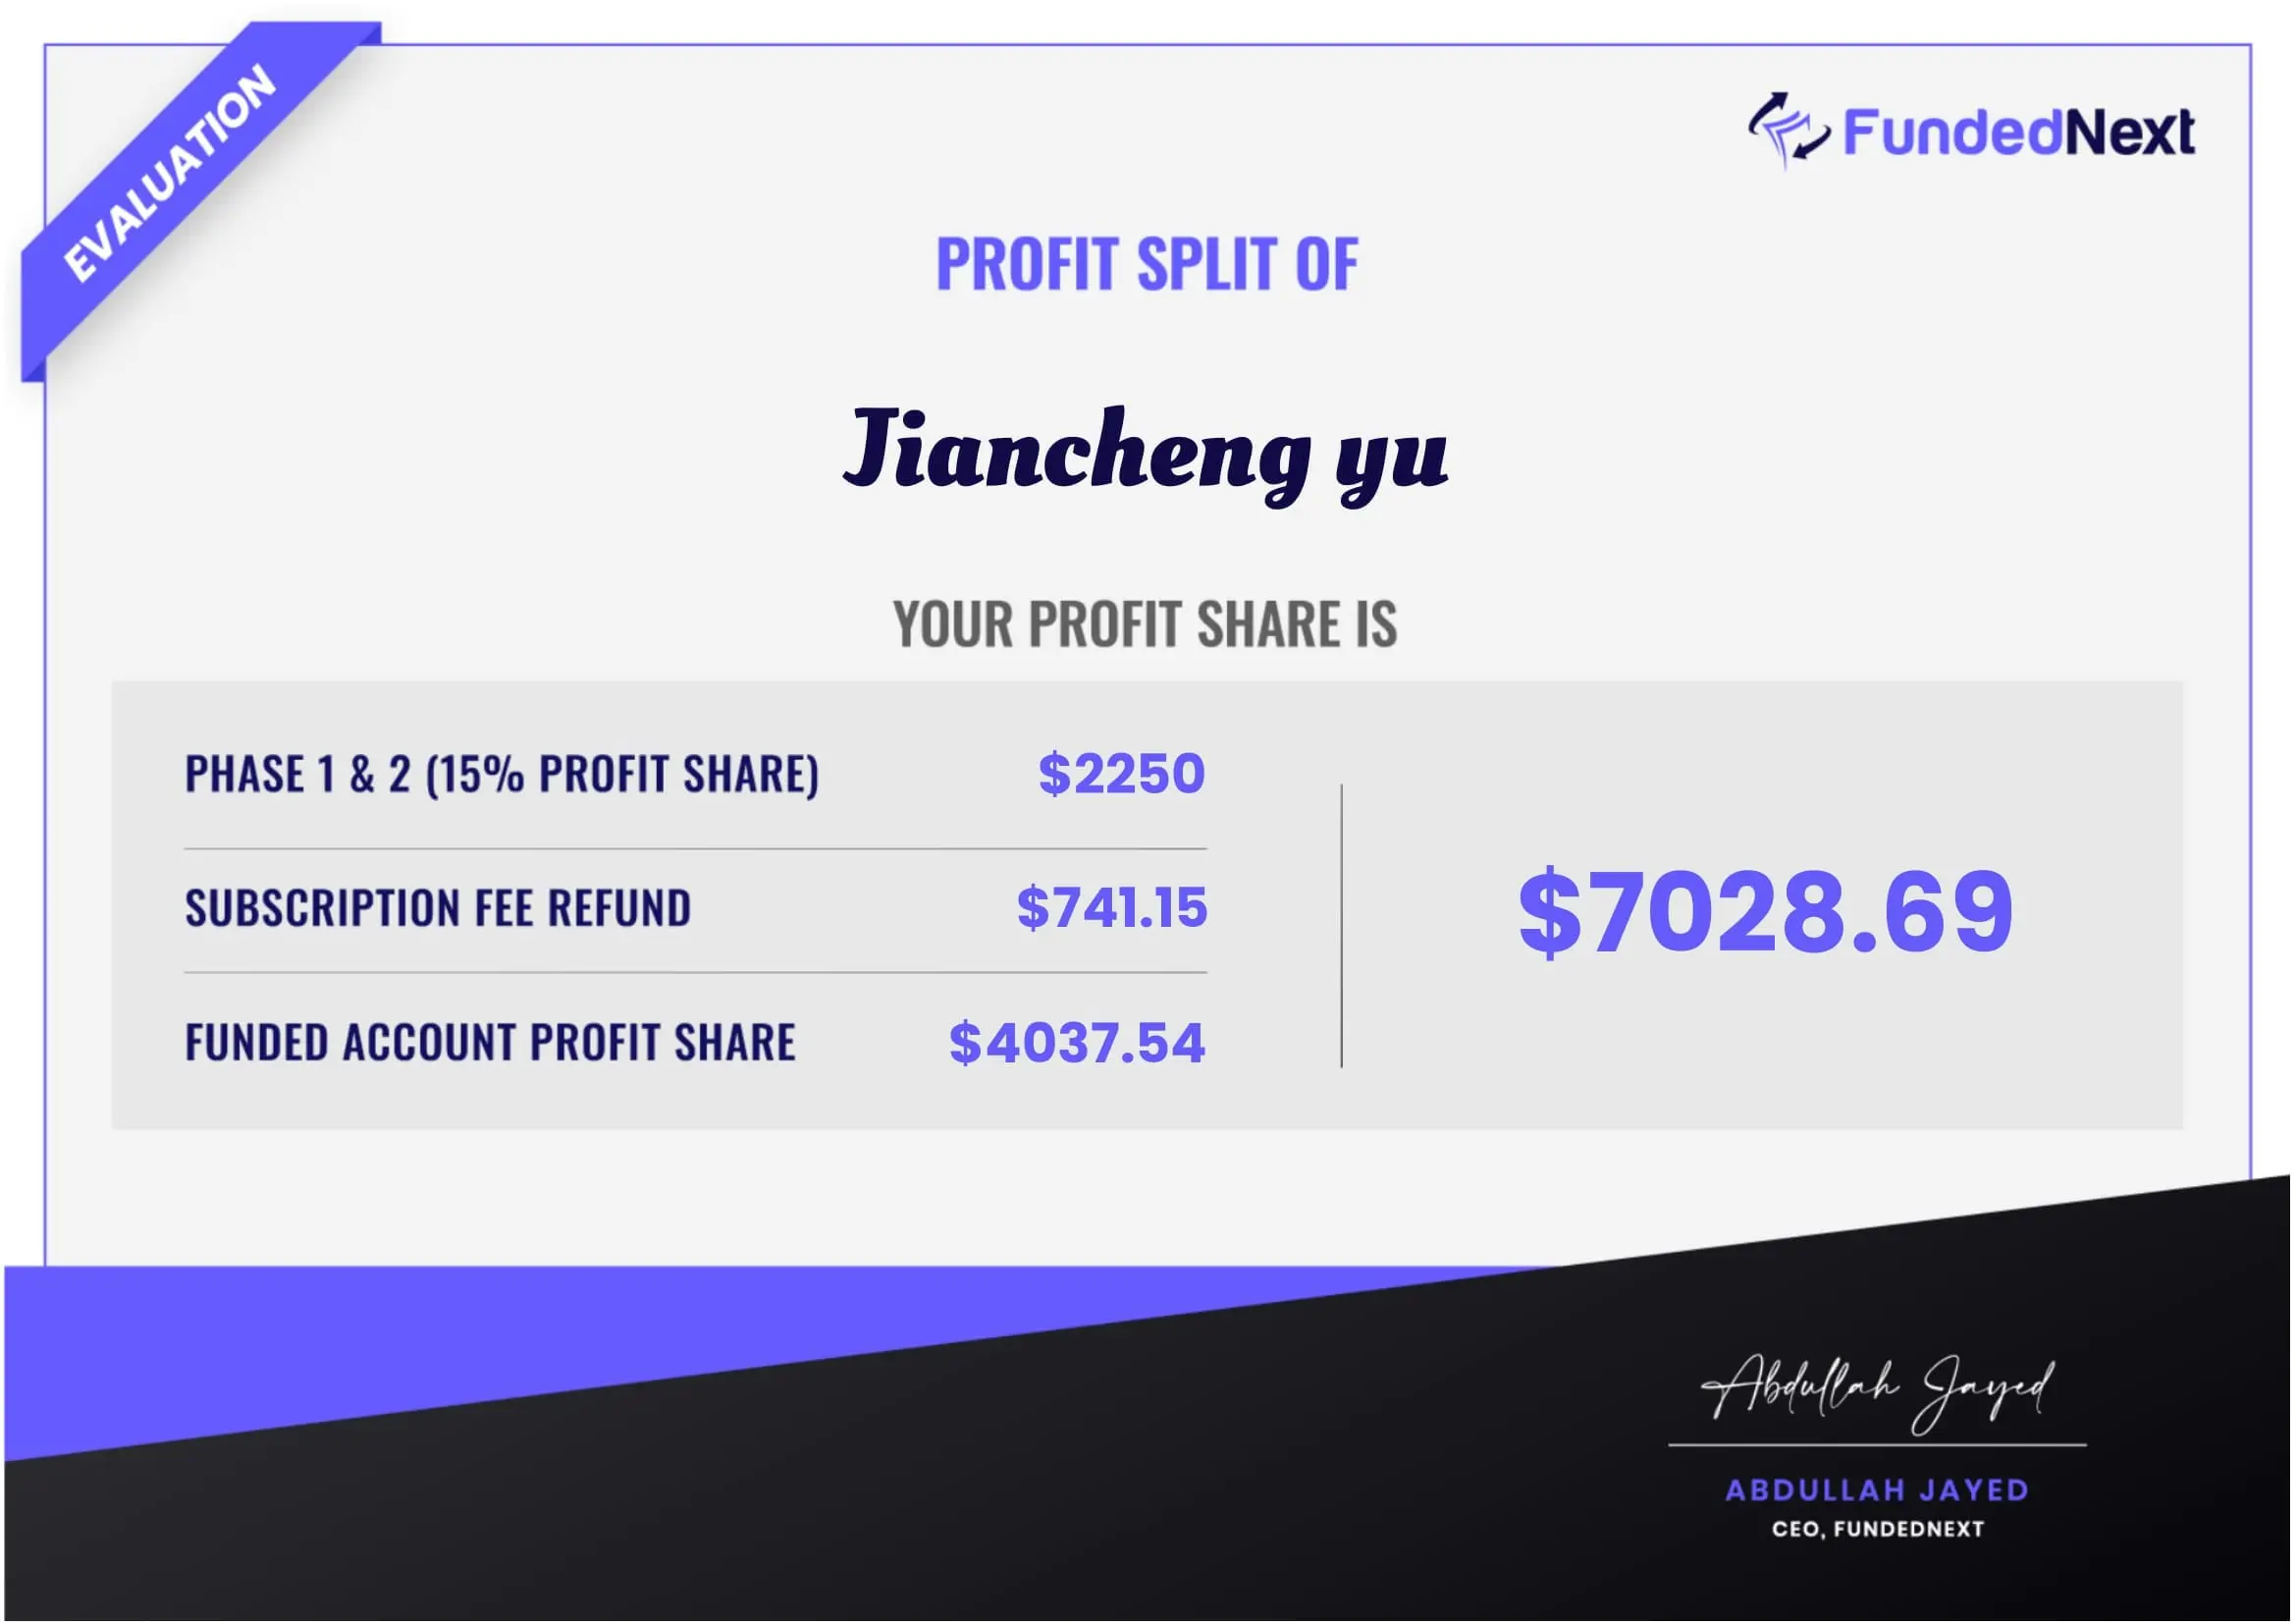 EVALUATION
FundedNext
PROFIT SPLIT OF
Jiancheng yu
YOUR PROFIT SHARE IS
PHASE 1 & 2 (15% PROFIT SHARE) $2250
SUBSCRIPTION FEE REFUND $741.15
FUNDED ACCOUNT PROFIT SHARE $4037.54
$7028.69
Abdullah Jayed
ABDULLAH JAYED
CEO, FUNDEDNEXT